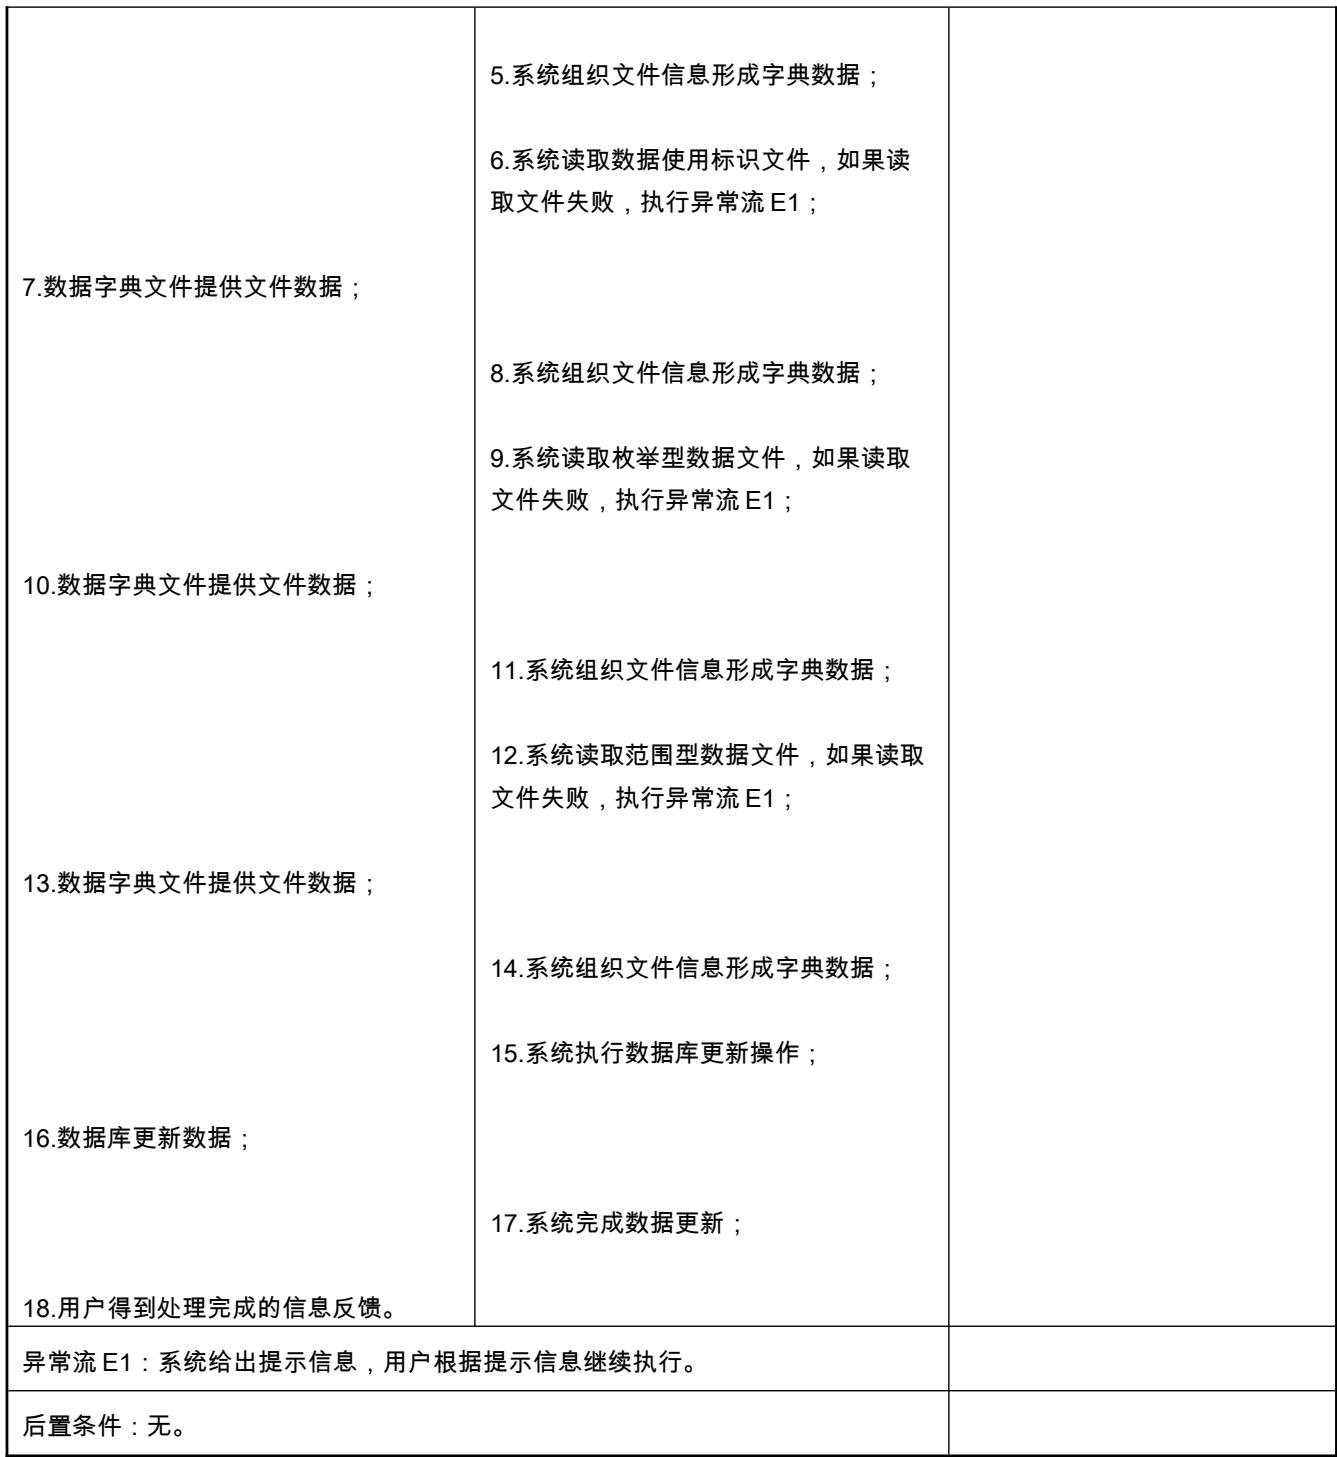 5.系统组织文件信息形成字典数据；
6.系统读取数据使用标识文件，如果读
取文件失败，执行异常流 E1；
7.数据字典文件提供文件数据；
8.系统组织文件信息形成字典数据；
9.系统读取枚举型数据文件，如果读取
文件失败，执行异常流 E1；
10.数据字典文件提供文件数据；
11.系统组织文件信息形成字典数据；
12.系统读取范围型数据文件，如果读取
文件失败，执行异常流 E1；
13.数据字典文件提供文件数据；
14.系统组织文件信息形成字典数据；
15.系统执行数据库更新操作；
16.数据库更新数据；
17.系统完成数据更新；
18.用户得到处理完成的信息反馈。
异常流 E1：系统给出提示信息，用户根据提示信息继续执行。
后置条件：无。